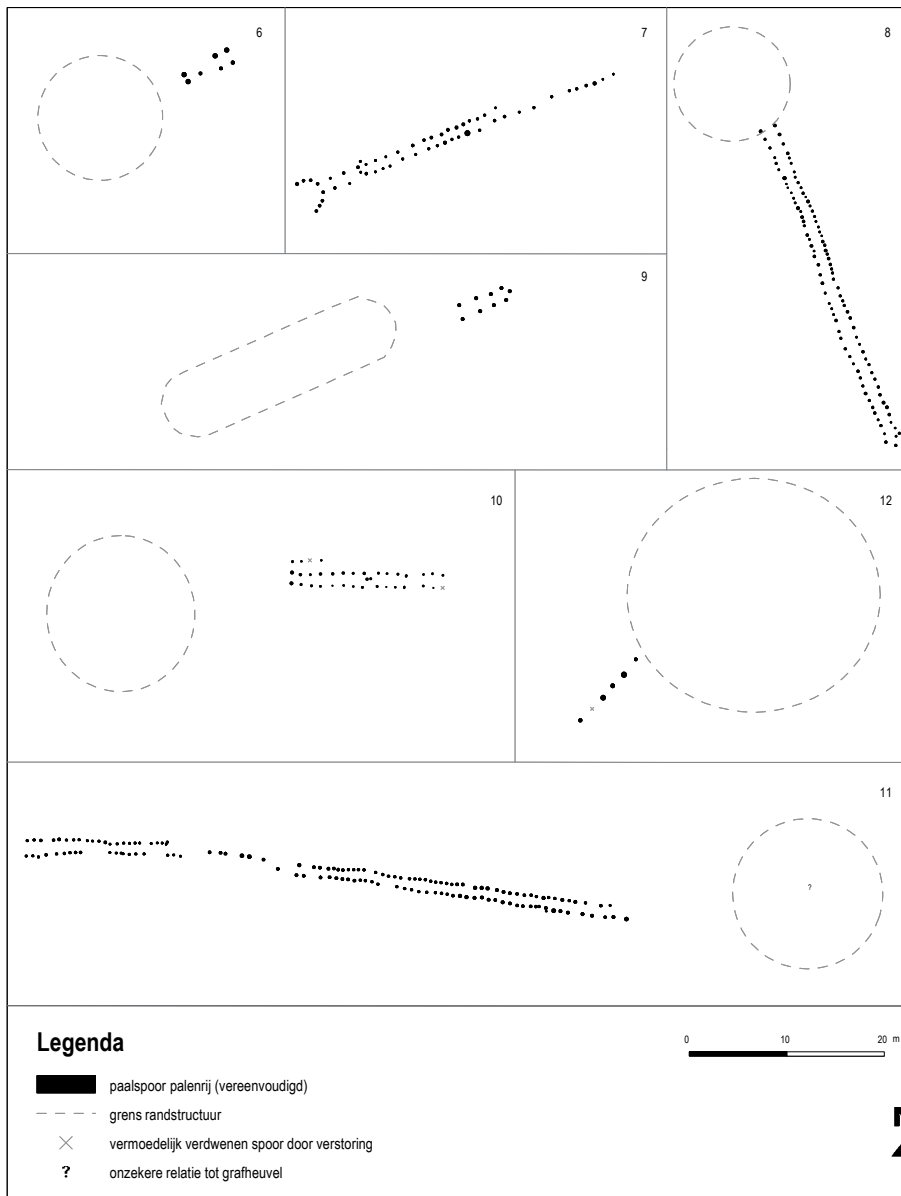 6
7
8
9
10
12
11
Legenda
0 10 20 m
paalspoor palenrij (vereenvoudigd)
grens randstructuur
vermoedelijk verdwenen spoor door verstoring
? onzekere relatie tot grafheuvel
?